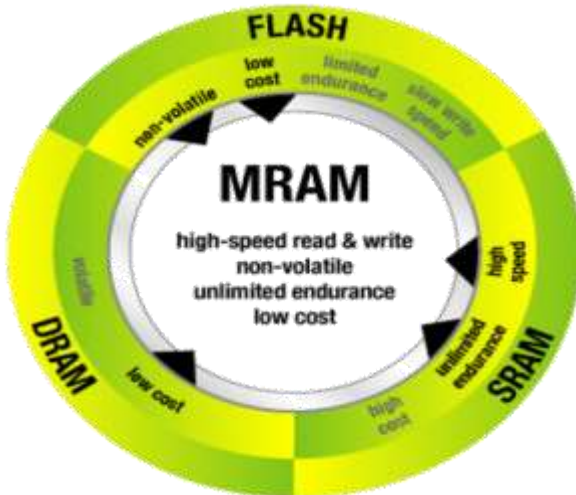 FLASH
non-volatile
low
cost
limited
endurance
slow write
speed
MRAM
high-speed read & write
non-volatile
unlimited endurance
low cost
high
speed
unlimited
endurance
high
cost
SRAM
volatile
low cost
DRAM